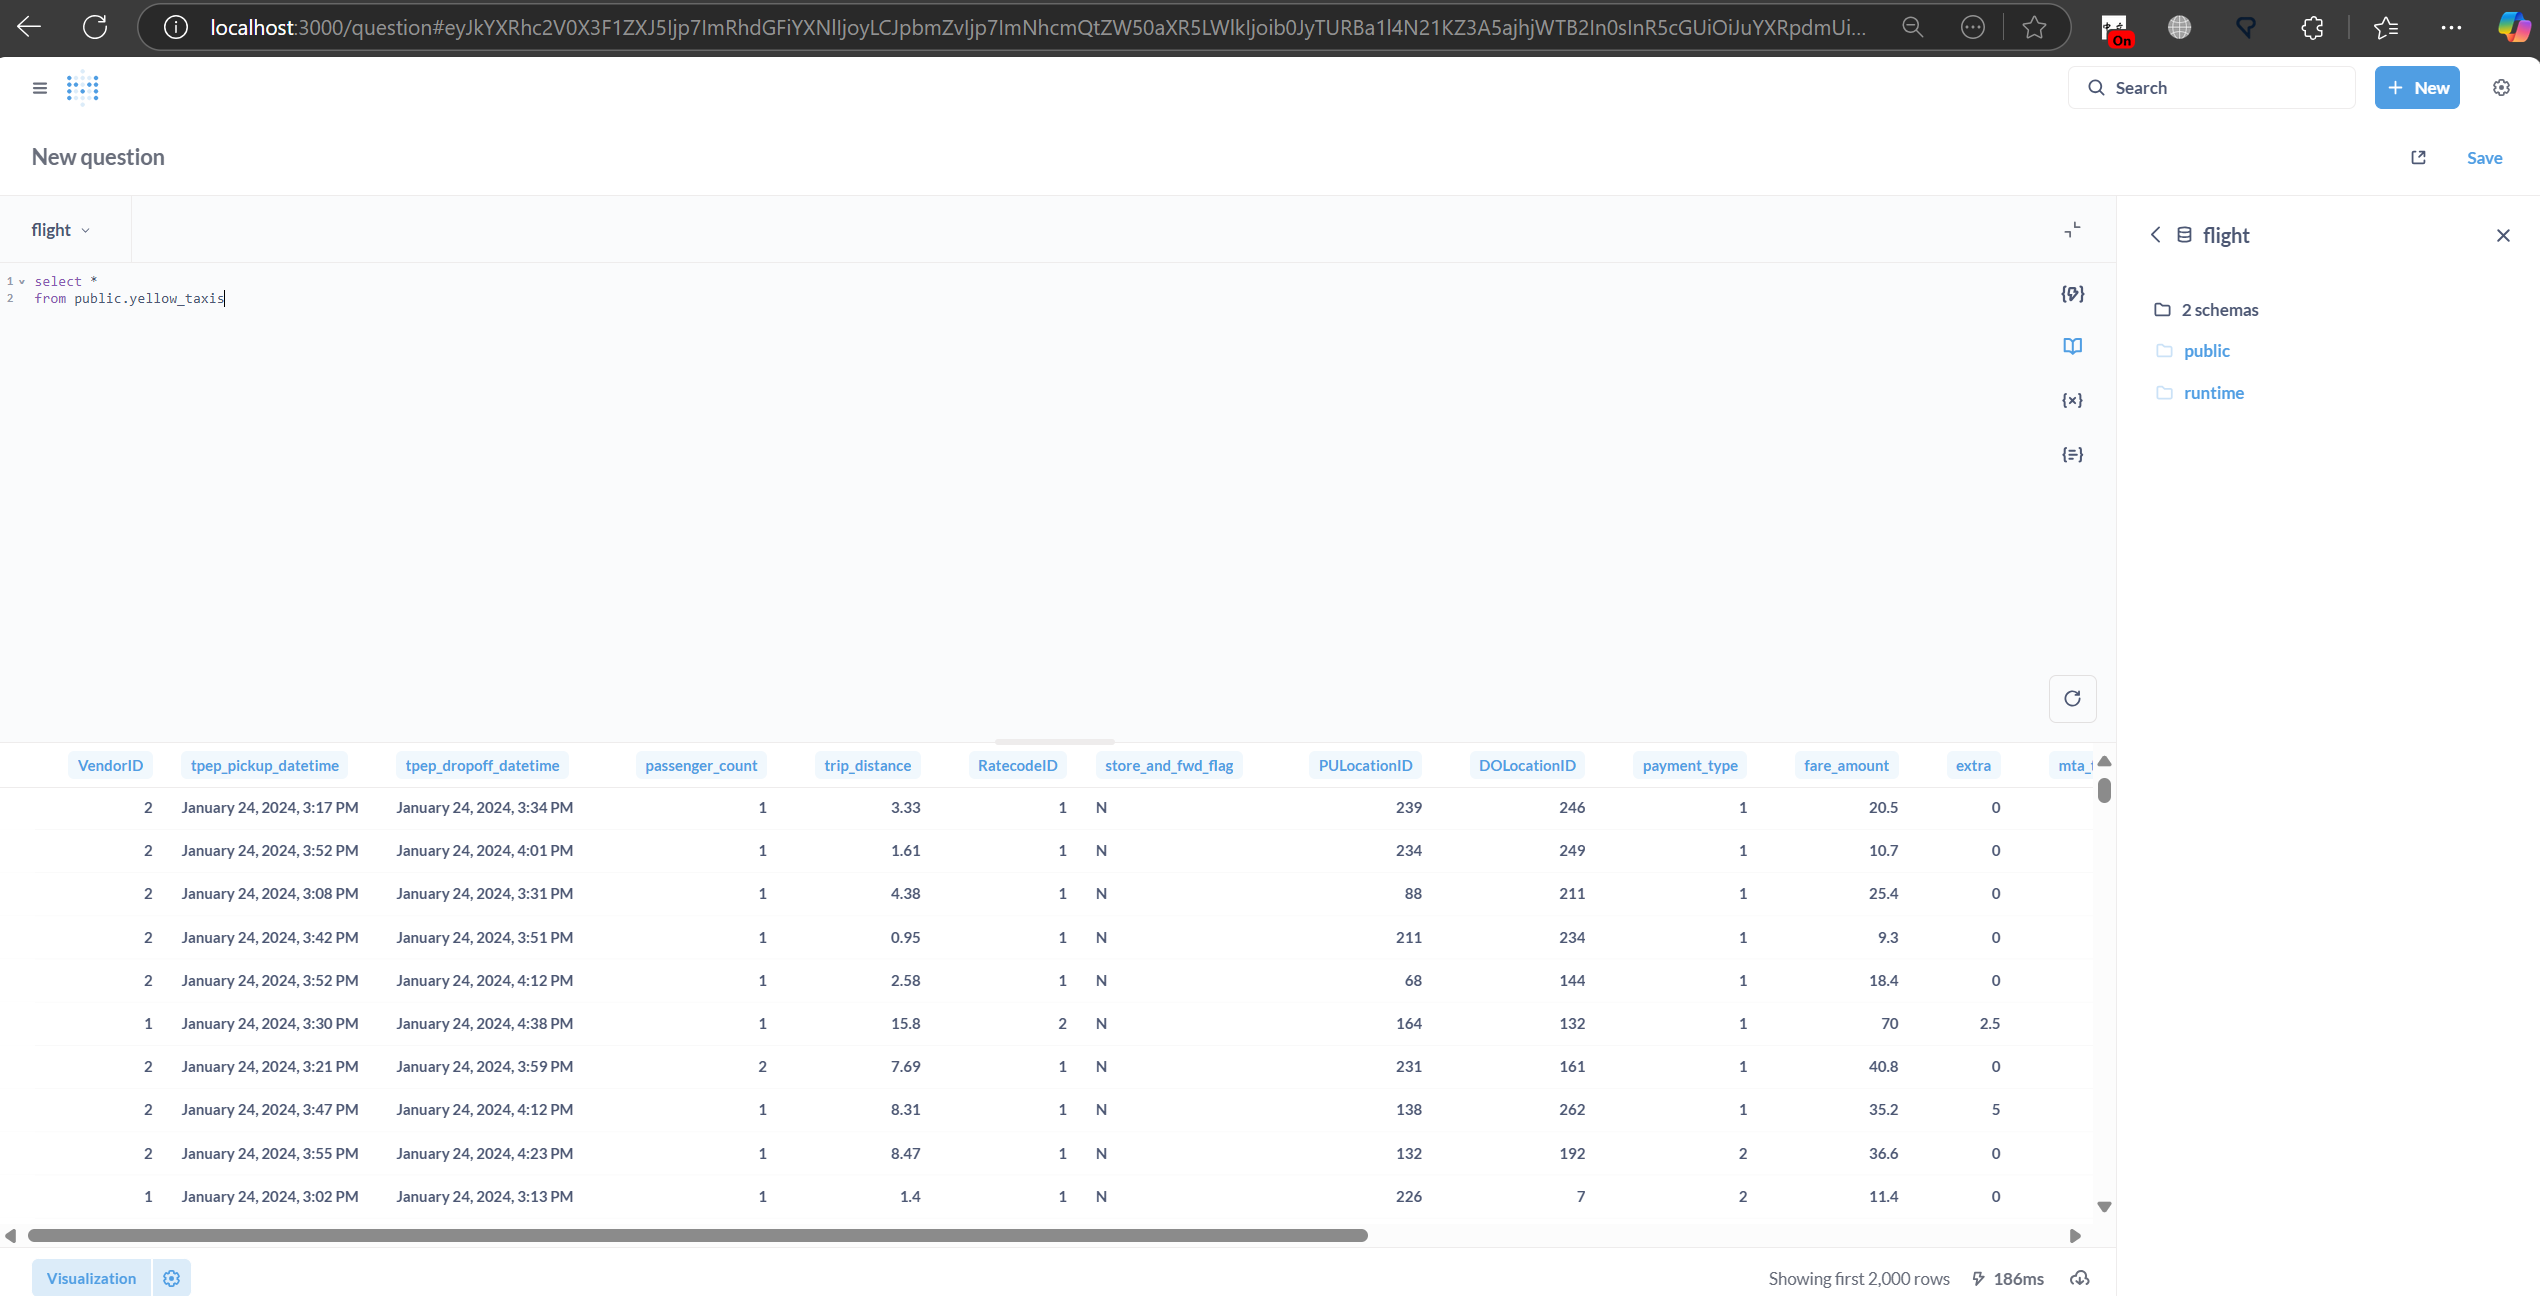 localhost:3000/question#eyJkYXRhc2V0X3F1ZXJ5Ijp7ImRhdGFiYXNlIjoyLCJpbmZvIjp7ImNhcmQtZW50aXR5LWlkIjoib0JyTURBa1l4N21KZ3A5ajhjWTB2In0sInR5cGUiOiJuYXRpdmUi...
On
Search
+ New
New question
Save
flight
1 select *
2 from public.yellow_taxis
flight
2 schemas
public
runtime
VendorID tpep_pickup_datetime tpep_dropoff_datetime passenger_count trip_distance RatecodeID store_and_fwd_flag PULocationID DOLocationID payment_type fare_amount extra mta_t
2 January 24, 2024, 3:17 PM January 24, 2024, 3:34 PM 1 3.33 1 N 239 246 1 20.5 0
2 January 24, 2024, 3:52 PM January 24, 2024, 4:01 PM 1 1.61 1 N 234 249 1 10.7 0
2 January 24, 2024, 3:08 PM January 24, 2024, 3:31 PM 1 4.38 1 N 88 211 1 25.4 0
2 January 24, 2024, 3:42 PM January 24, 2024, 3:51 PM 1 0.95 1 N 211 234 1 9.3 0
2 January 24, 2024, 3:52 PM January 24, 2024, 4:12 PM 1 2.58 1 N 68 144 1 18.4 0
1 January 24, 2024, 3:30 PM January 24, 2024, 4:38 PM 1 15.8 2 N 164 132 1 70 2.5
2 January 24, 2024, 3:21 PM January 24, 2024, 3:59 PM 2 7.69 1 N 231 161 1 40.8 0
2 January 24, 2024, 3:47 PM January 24, 2024, 4:12 PM 1 8.31 1 N 138 262 1 35.2 5
2 January 24, 2024, 3:55 PM January 24, 2024, 4:23 PM 1 8.47 1 N 132 192 2 36.6 0
1 January 24, 2024, 3:02 PM January 24, 2024, 3:13 PM 1 1.4 1 N 226 7 2 11.4 0
Visualization
Showing first 2,000 rows 186ms